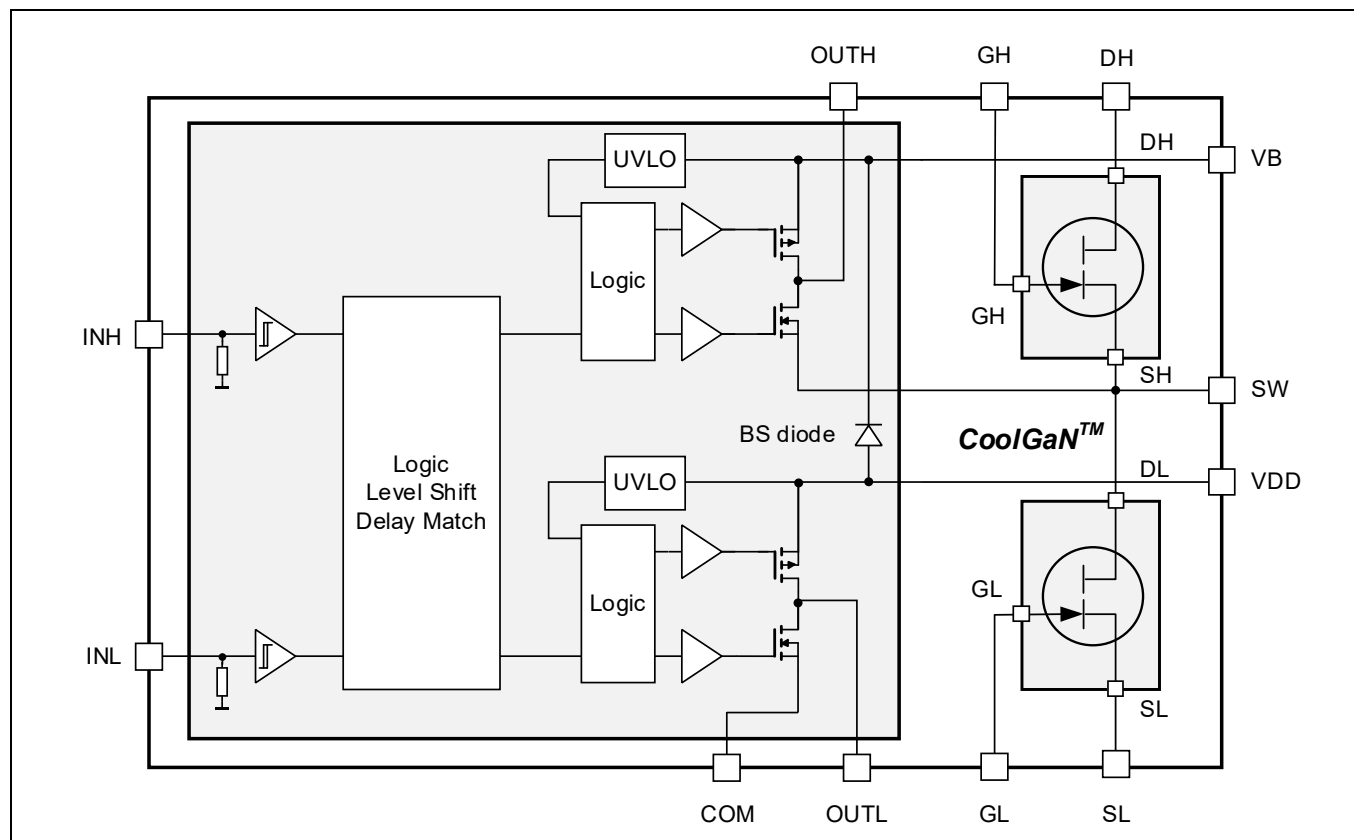 OUTH
GH
DH
DH
VB
UVLO
Logic
GH
INH
SH
SW
BS diode
CoolGaN™
Logic
Level Shift
Delay Match
UVLO
DL
VDD
Logic
GL
INL
SL
COM
OUTL
GL
SL